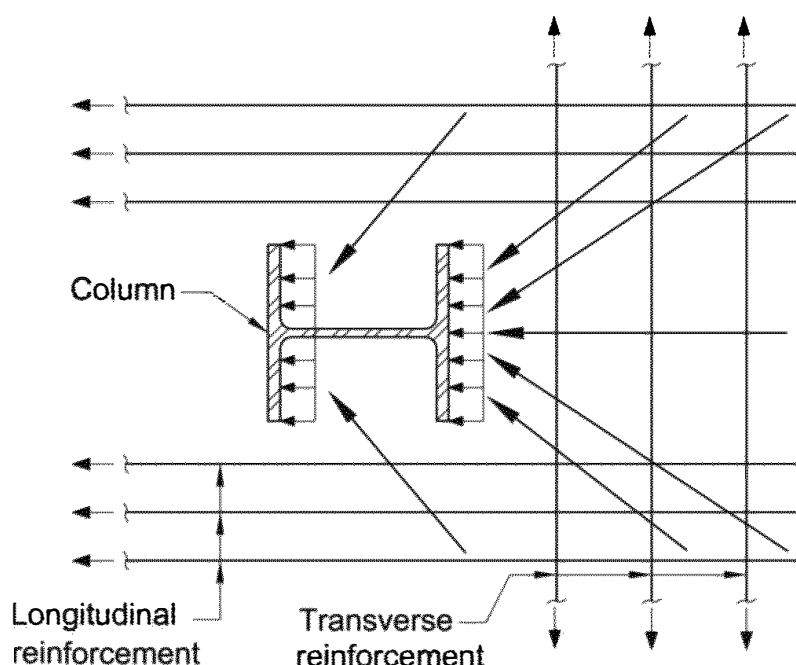 Column
Longitudinal
reinforcement
Transverse
reinforcement